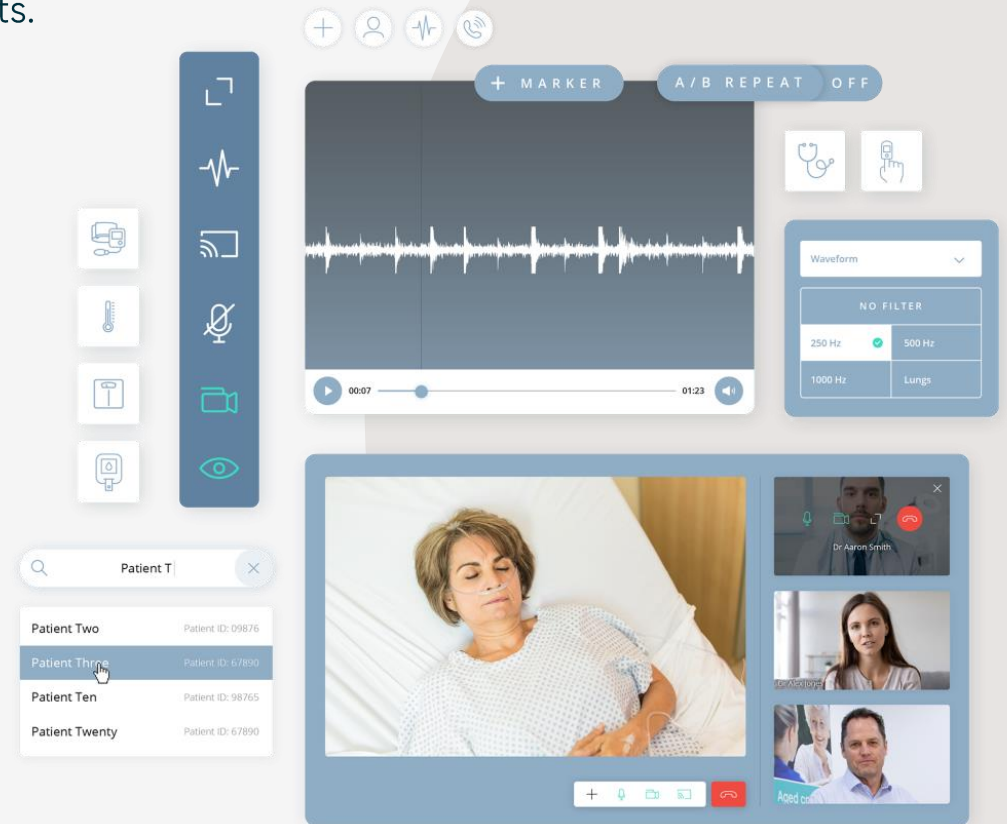 ts.
+ MARKER
A/B REPEAT OFF
Waveform
NO FILTER
250 Hz
500 Hz
1000 Hz
Lungs
00:07
01:23
Patient T
Patient Two Patient ID: 09876
Patient Three Patient ID: 67890
Patient Ten Patient ID: 98765
Patient Twenty Patient ID: 67890
Dr Aaron Smith
Aged